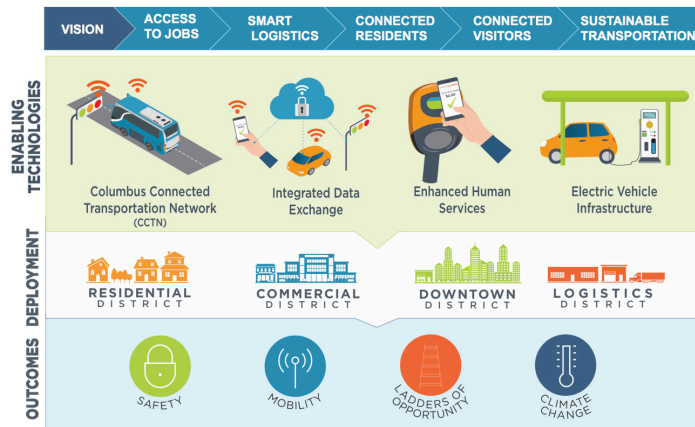 VISION
ACCESS
TO JOBS
SMART
LOGISTICS
CONNECTED
RESIDENTS
CONNECTED
VISITORS
SUSTAINABLE
TRANSPORTATION
ENABLING
TECHNOLOGIES
Columbus Connected
Transportation Network
(CCTN)
Integrated Data
Exchange
Enhanced Human
Services
Electric Vehicle
Infrastructure
DEPLOYMENT
RESIDENTIAL
DISTRICT
COMMERCIAL
DISTRICT
DOWNTOWN
DISTRICT
LOGISTICS
DISTRICT
OUTCOMES
SAFETY
MOBILITY
LADDERS OF
OPPORTUNITY
CLIMATE
CHANGE